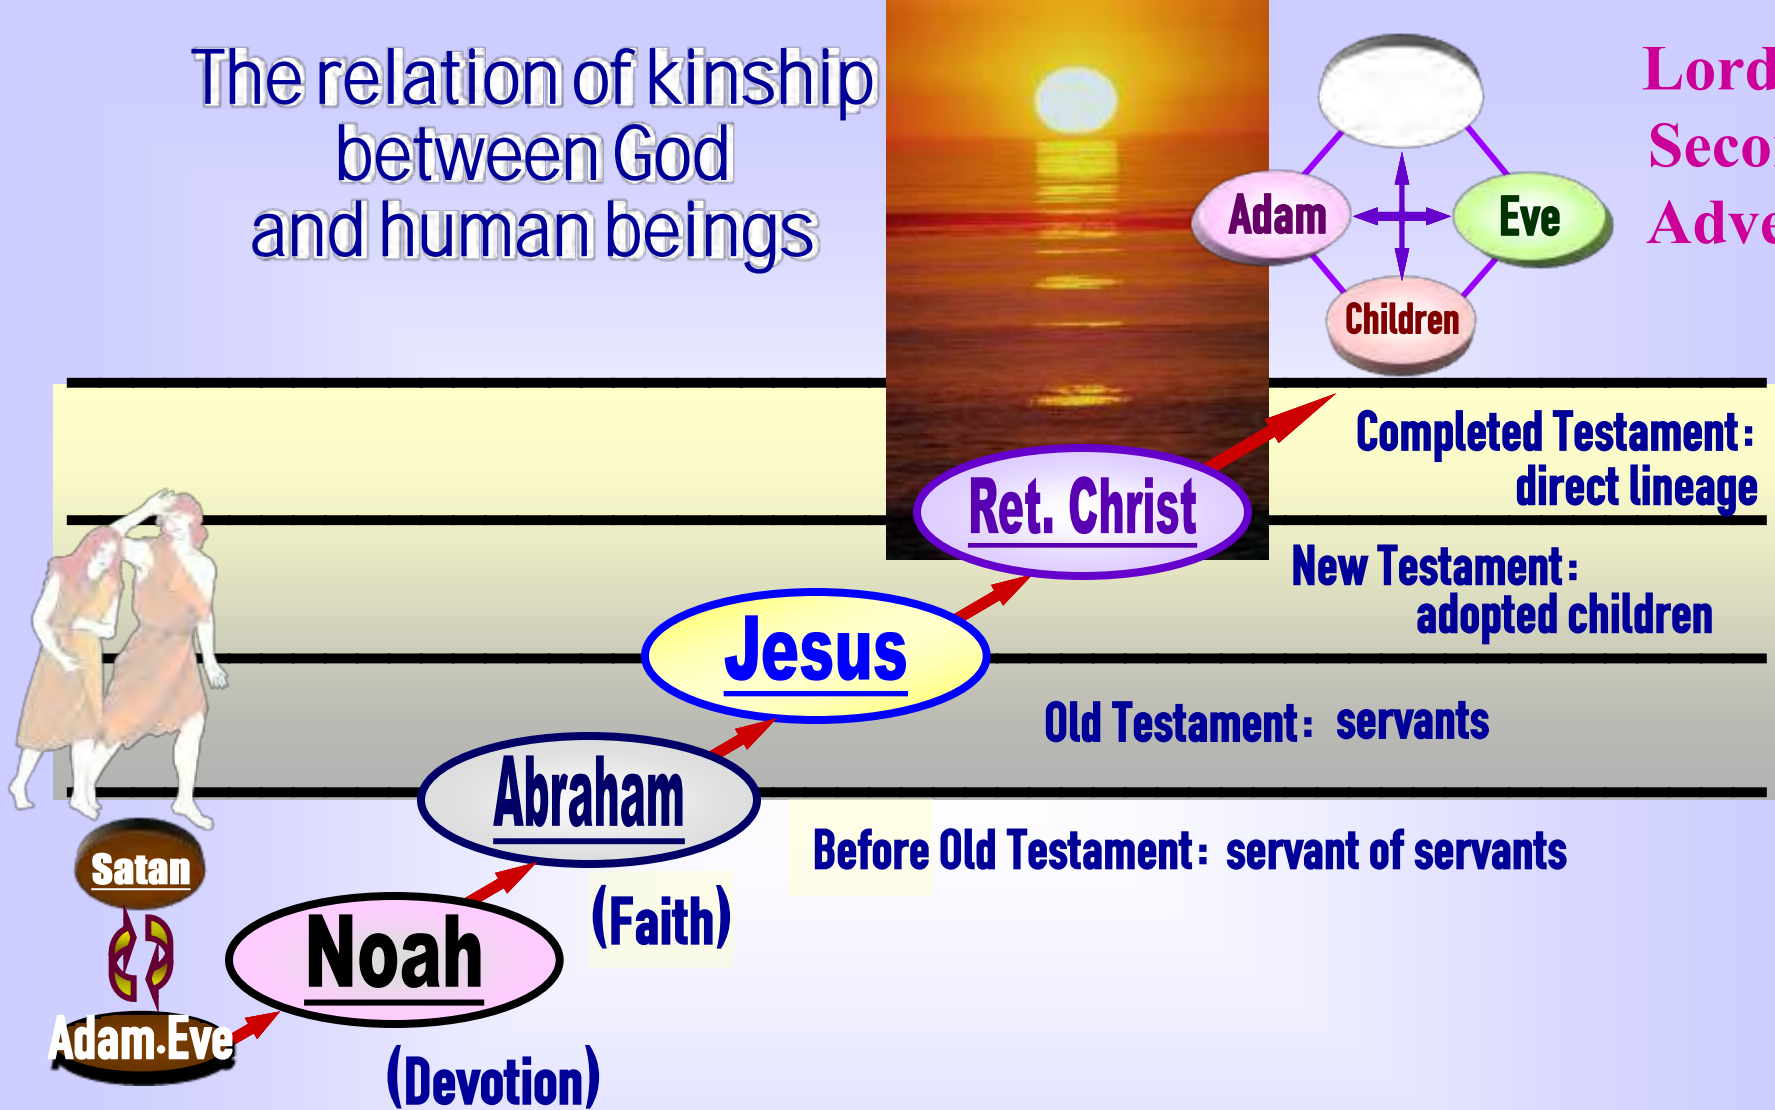 The relation of kinship
between God
and human beings
Lord
Adam
Eve
Children
Completed Testament:
direct lineage
Ret. Christ
New Testament:
adopted children
Jesus
Old Testament: servants
Abraham
Before Old Testament: servant of servants
Satan
(Faith)
Noah
Adam.Eve
(Devotion)